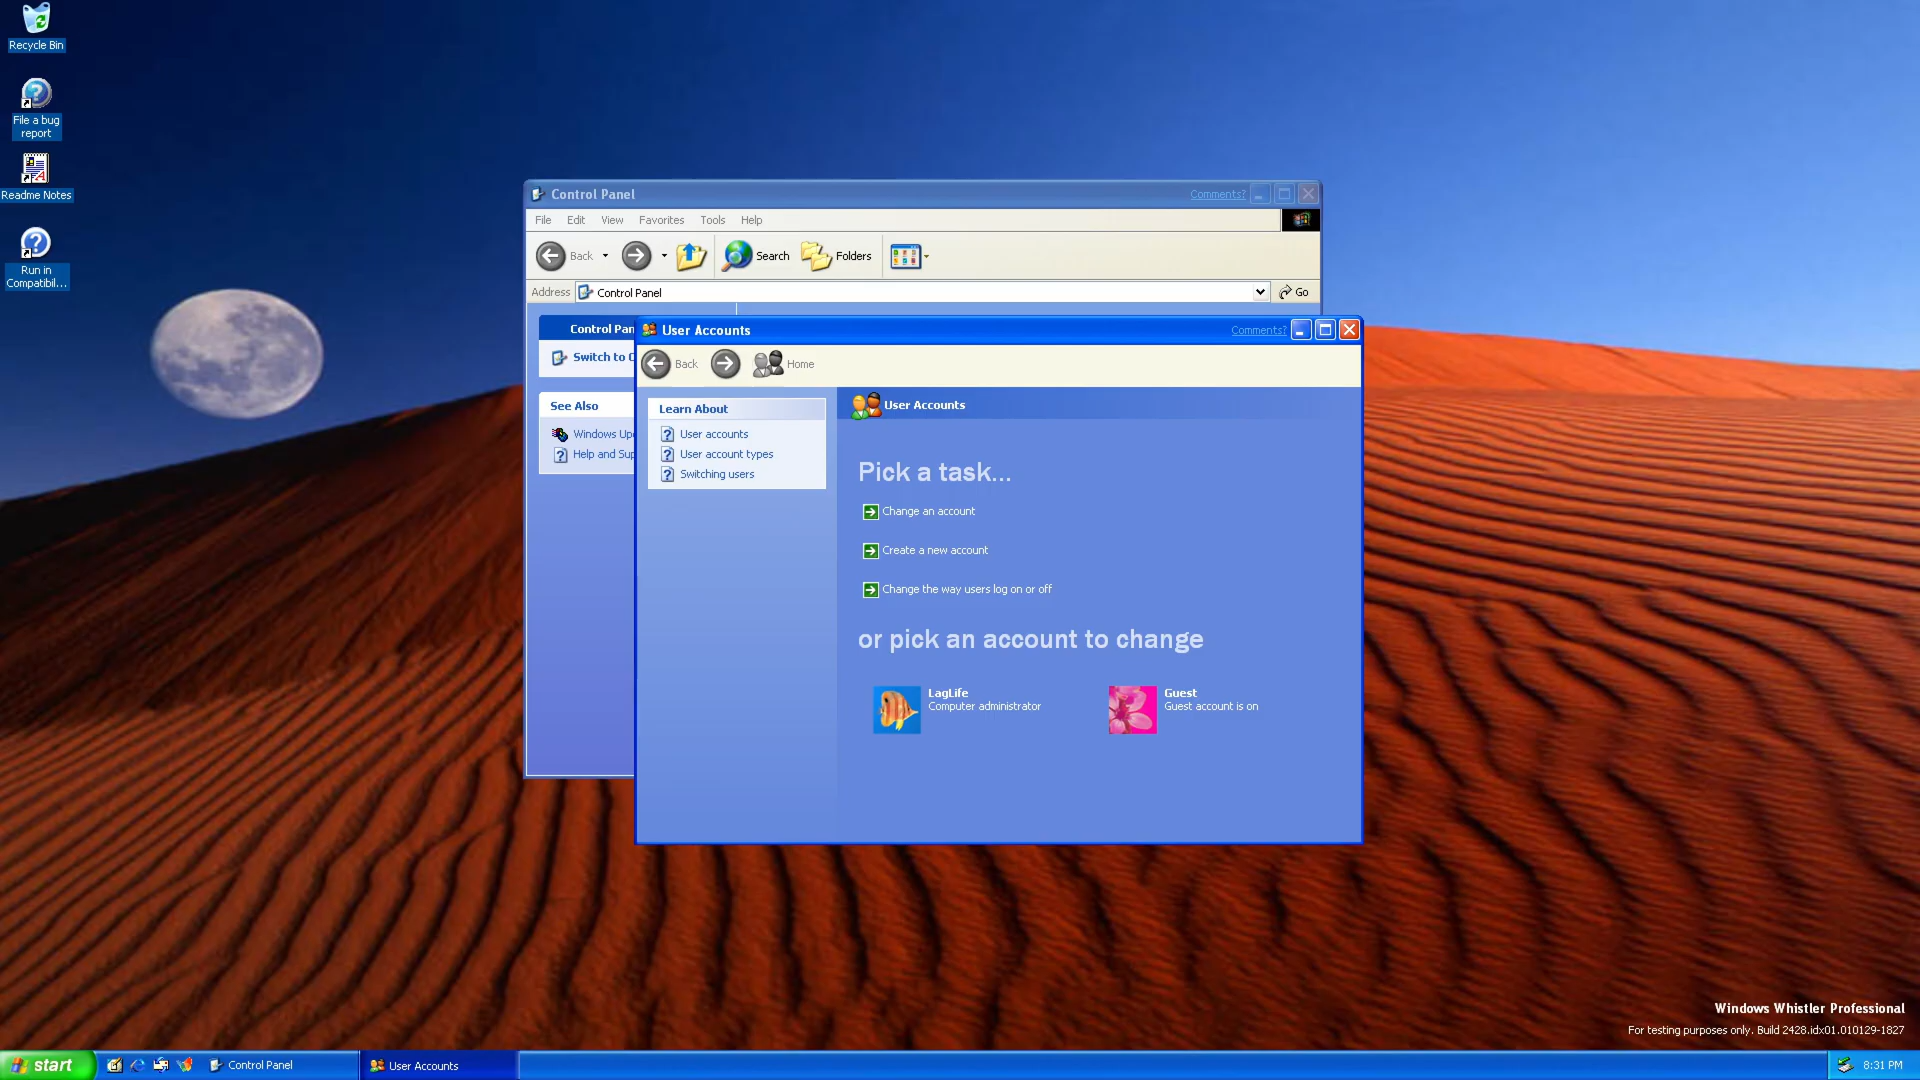 Recycle Bin
File a bug
report
Readme Notes
Run in
Compatibil...
Control Panel
Comments?
File Edit View Favorites Tools Help
Back
Search
Folders
Address
Control Panel
Go
Control Pan
Switch to C
See Also
Windows Up
Help and Sup
User Accounts
Comments?
Back
Home
Learn About
User accounts
User account types
Switching users
User Accounts
Pick a task...
Change an account
Create a new account
Change the way users log on or off
or pick an account to change
LagLife
Computer administrator
Guest
Guest account is on
Windows Whistler Professional
For testing purposes only. Build 2428.idx01.010129-1827
start
Control Panel
User Accounts
8:31 PM